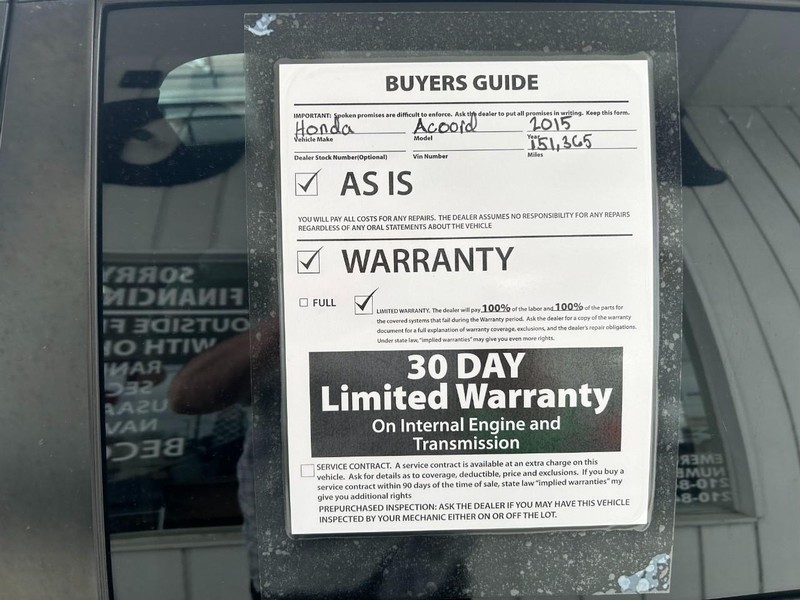 BUYERS GUIDE
IMPORTANT: Spoken promises are difficult to enforce. Ask the dealer to put all promises in writing. Keep this form.
Honda Acoord 2015
Vehicle Make Model Year
151,365
Dealer Stock Number(Optional) Vin Number Miles
AS IS
YOU WILL PAY ALL COSTS FOR ANY REPAIRS. THE DEALER ASSUMES NO RESPONSIBILITY FOR ANY REPAIRS
REGARDLESS OF ANY ORAL STATEMENTS ABOUT THE VEHICLE
WARRANTY
FULL
LIMITED WARRANTY. The dealer will pay 100% of the labor and 100% of the parts for
the covered systems that fail during the Warranty period. Ask the dealer for a copy of the warranty
document for a full explanation of warranty coverage, exclusions, and the dealer's repair obligations.
Under state law, "implied warranties" may give you even more rights.
30 DAY
Limited Warranty
On Internal Engine and
Transmission
SERVICE CONTRACT. A service contract is available at an extra charge on this
vehicle. Ask for details as to coverage, deductible, price and exclusions. If you buy a
service contract within 90 days of the time of sale, state law "implied warranties" my
give you additional rights
PREPURCHASED INSPECTION: ASK THE DEALER IF YOU MAY HAVE THIS VEHICLE
INSPECTED BY YOUR MECHANIC EITHER ON OR OFF THE LOT.
SORRY
FINANCING
OUTSIDE
WITH